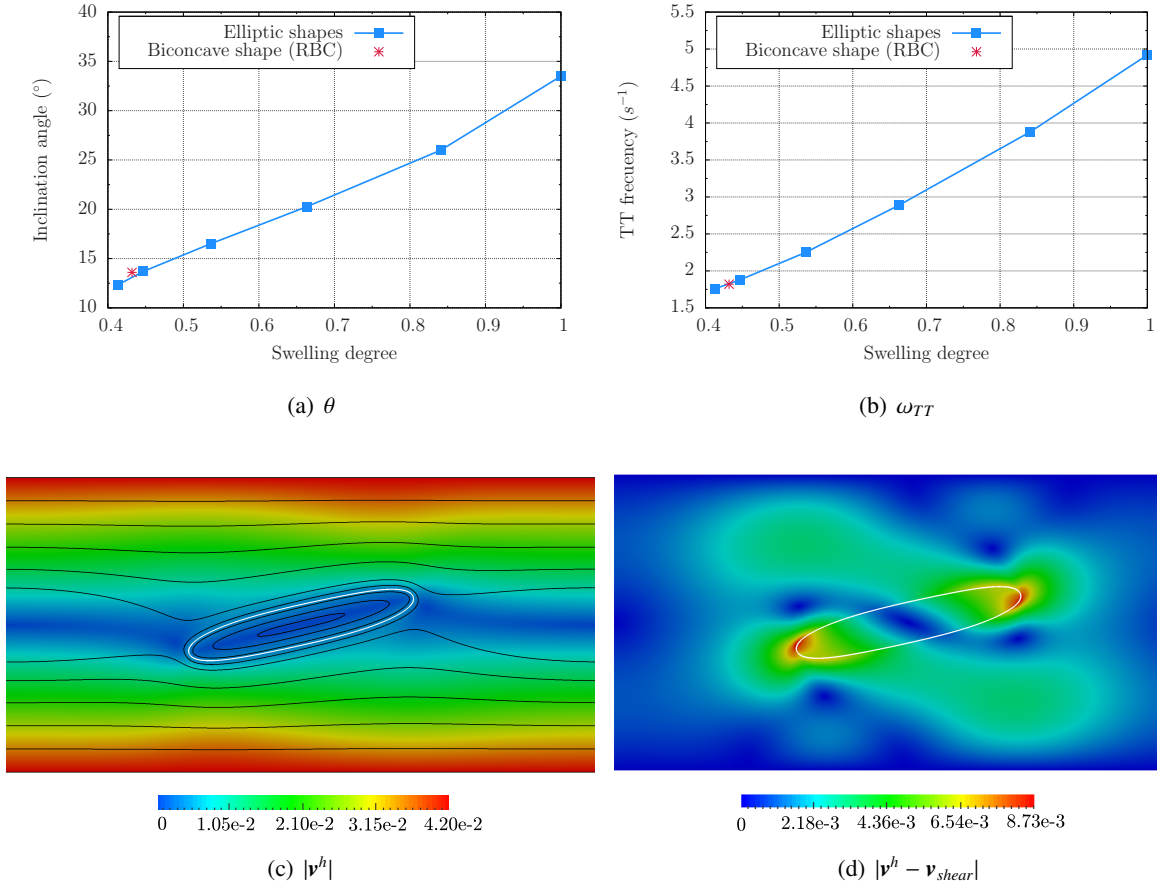 40
35
30
25
20
15
10
0.4 0.5 0.6 0.7 0.8 0.9 1
Inclination angle (°)
Swelling degree
Elliptic shapes
Biconcave shape (RBC)
(a) θ
5.5
5
4.5
4
3.5
3
2.5
2
1.5
0.4 0.5 0.6 0.7 0.8 0.9 1
TT frecuency (s⁻¹)
Swelling degree
Elliptic shapes
Biconcave shape (RBC)
(b) ω_TT
0 1.05e-2 2.10e-2 3.15e-2 4.20e-2
(c) |v^h|
0 2.18e-3 4.36e-3 6.54e-3 8.73e-3
(d) |v^h − v_shear|